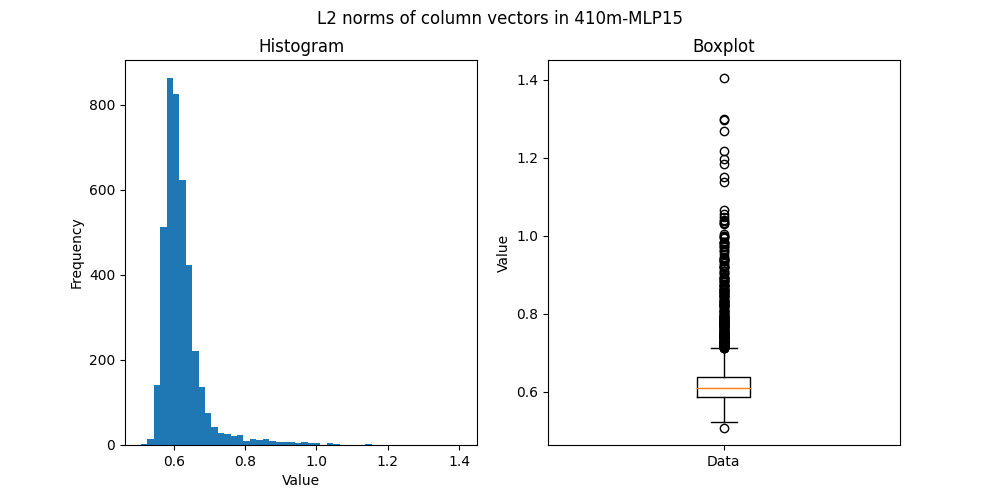 L2 norms of column vectors in 410m-MLP15
Histogram
Frequency
800
600
400
200
0
0.6 0.8 1.0 1.2 1.4
Value
Boxplot
Value
1.4
1.2
1.0
0.8
0.6
Data